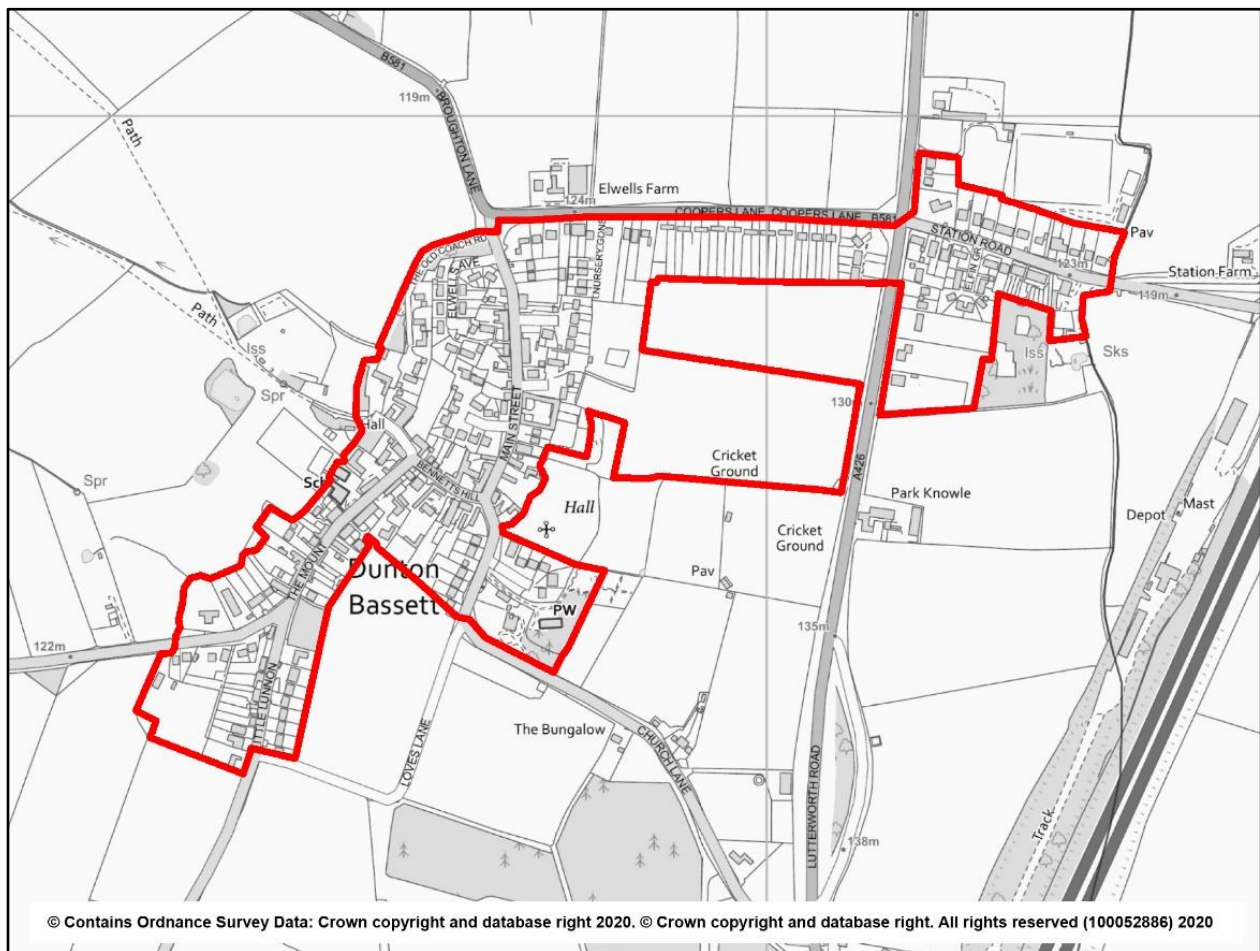 B581
119m
BROUGHTON LANE
Path
Elwells Farm
124m
COOPERS LANE
COOPERS LANE
B581
STATION ROAD
Pav
ELFIN GR
123m
Station Farm
119m
THE OLD COACH RD
ELWELLS AVE
NURSERY GDNS
Path
Iss
Spr
Hall
MAIN STREET
Iss
Sks
130m
A426
Cricket
Ground
BENNETTS HILL
Sch
Spr
Hall
Park Knowle
Depot
Mast
Cricket
Ground
THE MOUNT
Dunton
Bassett
PW
Pav
122m
135m
LITTLE LUNNON
The Bungalow
LOVES LANE
CHURCH LANE
LUTTERWORTH ROAD
138m
Track
© Contains Ordnance Survey Data: Crown copyright and database right 2020. © Crown copyright and database right. All rights reserved (100052886) 2020